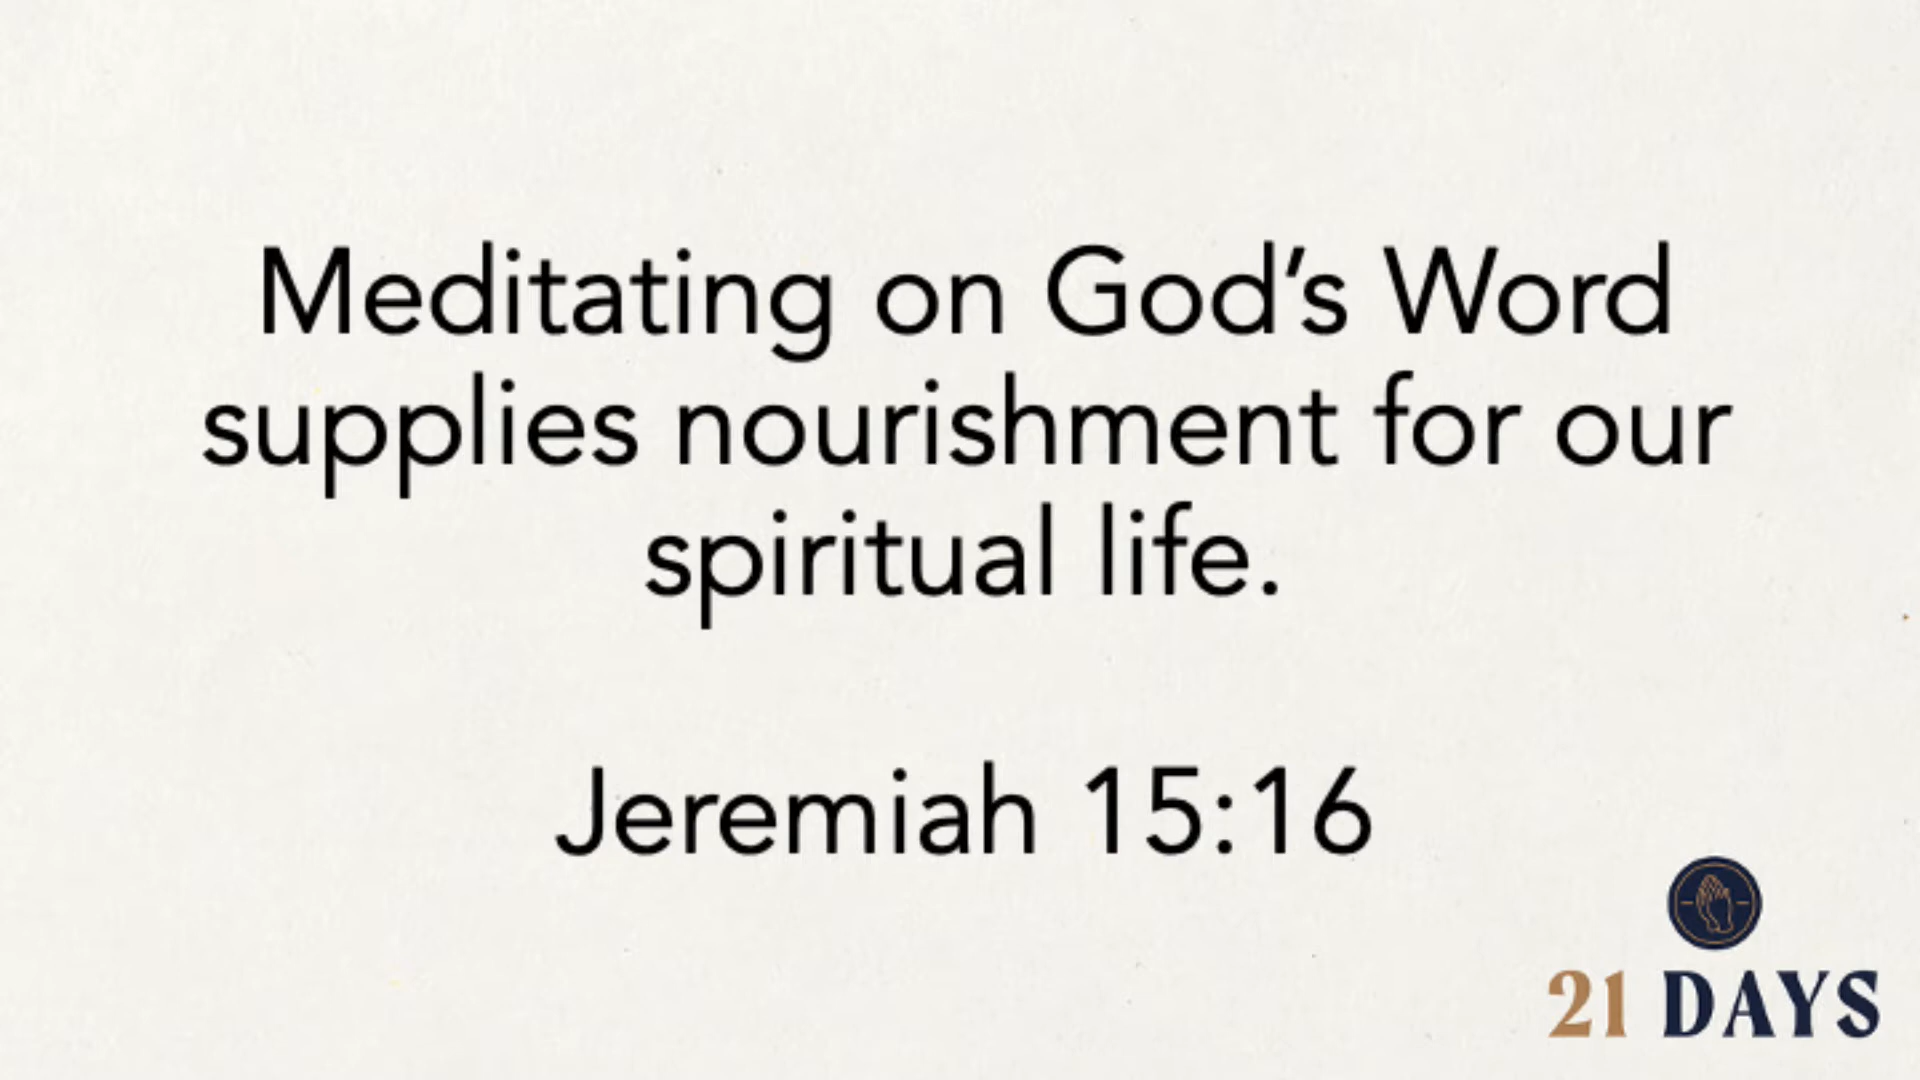 Meditating on God’s Word
supplies nourishment for our
spiritual life.
Jeremiah 15:16
21 DAYS